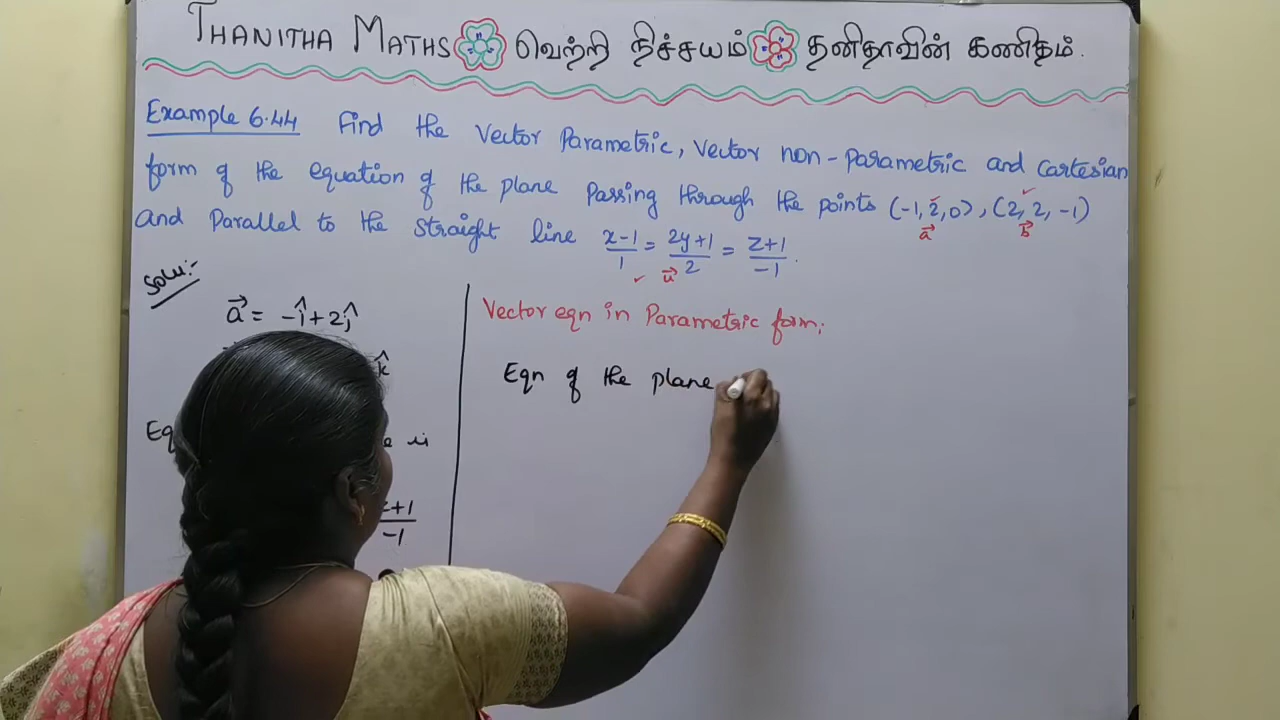 THANITHA MATHS வெற்றி நிச்சயம் தனிதாவின் கணிதம்.
Example 6.44 Find the Vector Parametric, Vector non-Parametric and Cartesian
form of the equation of the plane Passing through the points (-1, 2, 0), (2, 2, -1)
and Parallel to the straight line x-1/1 = 2y+1/2 = z+1/-1.
a⃗ b⃗
u⃗
Solu:-
a⃗ = -î + 2ĵ
k̂
Eq is
z+1/-1
Vector eqn in Parametric form;
Eqn of the plane